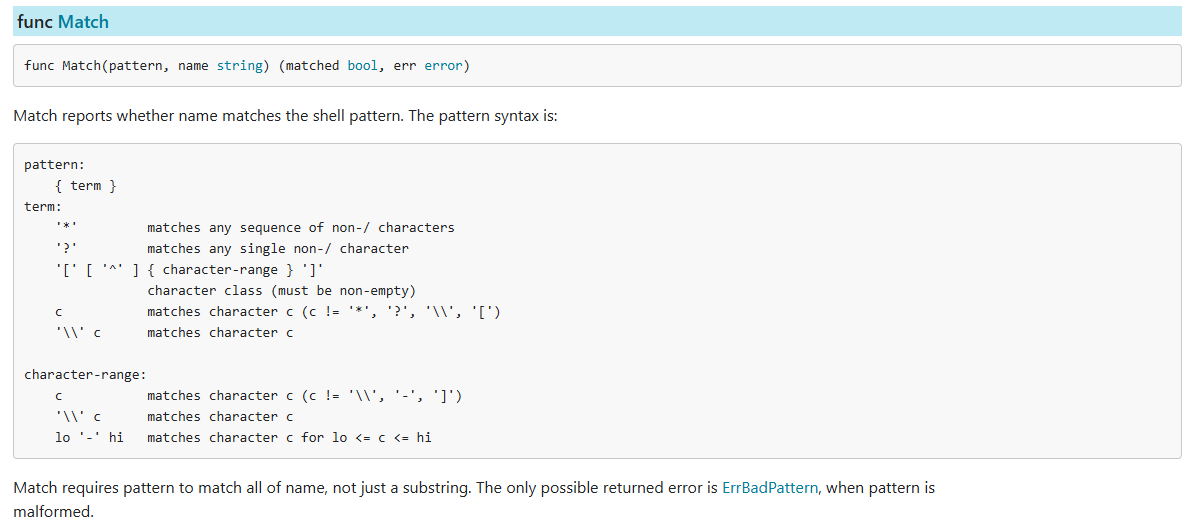 func Match
func Match(pattern, name string) (matched bool, err error)
Match reports whether name matches the shell pattern. The pattern syntax is:
pattern:
    { term }
term:
    '*'         matches any sequence of non-/ characters
    '?'         matches any single non-/ character
    '[' [ '^' ] { character-range } ']'
                character class (must be non-empty)
    c           matches character c (c != '*', '?', '\\', '[')
    '\\' c      matches character c
character-range:
    c           matches character c (c != '\\', '-', ']')
    '\\' c      matches character c
    lo '-' hi   matches character c for lo <= c <= hi
Match requires pattern to match all of name, not just a substring. The only possible returned error is ErrBadPattern, when pattern is
malformed.